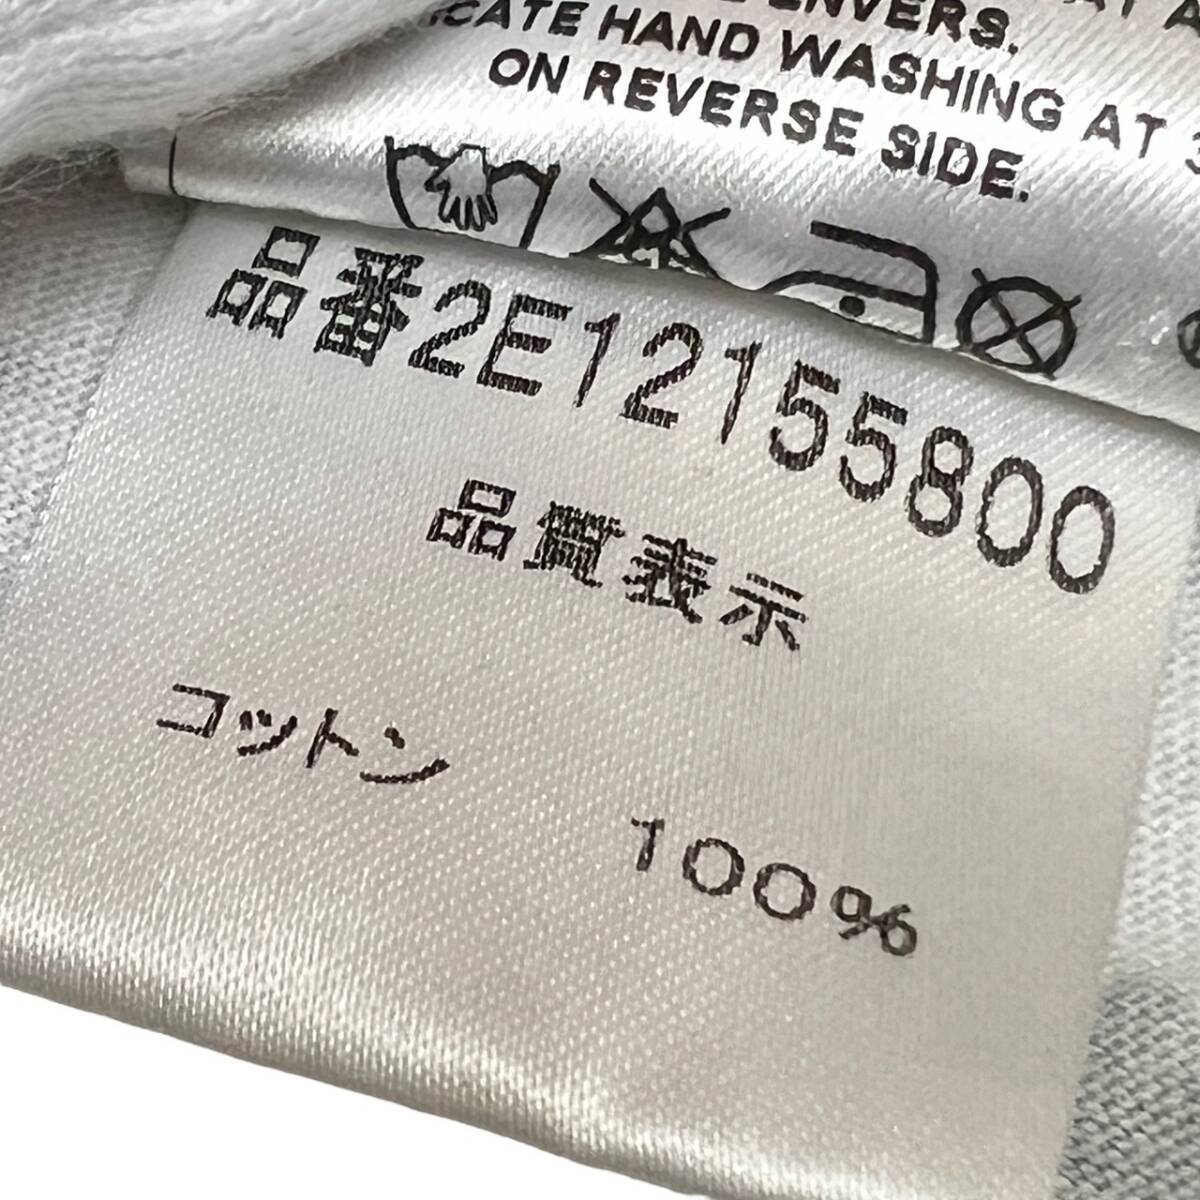 ENVERS.
HAND WASHING AT
ON REVERSE SIDE.
品番2E12155800
品質表示
コットン
100%